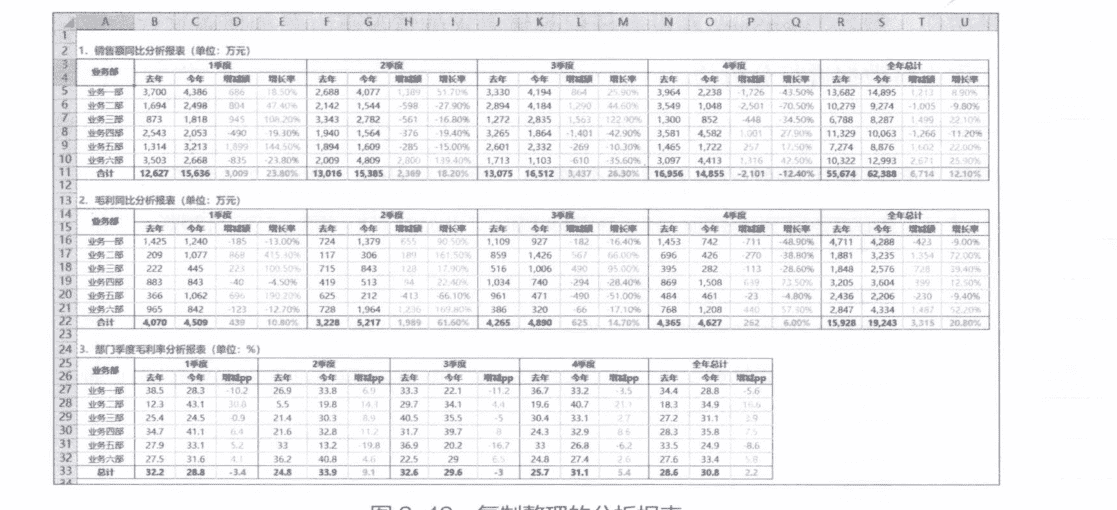 A B C D E F G H I J K L M N O P Q R S T U
1
2 1. 销售额同比分析报表（单位：万元）
3 业务部 1季度 2季度 3季度 4季度 全年总计
4 去年 今年 增减额 增长率 去年 今年 增减额 增长率 去年 今年 增减额 增长率 去年 今年 增减额 增长率 去年 今年 增减额 增长率
5 业务一部 3,700 4,386 686 18.50% 2,688 4,077 1,389 51.70% 3,330 4,194 864 25.90% 3,964 2,238 -1,726 -43.50% 13,682 14,895 1,213 8.90%
6 业务二部 1,694 2,498 804 47.40% 2,142 1,544 -598 -27.90% 2,894 4,184 1,290 44.60% 3,549 1,048 -2,501 -70.50% 10,279 9,274 -1,005 -9.80%
7 业务三部 873 1,818 945 108.20% 3,343 2,782 -561 -16.80% 1,272 2,835 1,563 122.90% 1,300 852 -448 -34.50% 6,788 8,287 1,499 22.10%
8 业务四部 2,543 2,053 -490 -19.30% 1,940 1,564 -376 -19.40% 3,265 1,864 -1,401 -42.90% 3,581 4,582 1,001 27.90% 11,329 10,063 -1,266 -11.20%
9 业务五部 1,314 3,213 1,899 144.50% 1,894 1,609 -285 -15.00% 2,601 2,332 -269 -10.30% 1,465 1,722 257 17.50% 7,274 8,876 1,602 22.00%
10 业务六部 3,503 2,668 -835 -23.80% 2,009 4,809 2,800 139.40% 1,713 1,103 -610 -35.60% 3,097 4,413 1,316 42.50% 10,322 12,993 2,671 25.90%
11 合计 12,627 15,636 3,009 23.80% 13,016 15,385 2,369 18.20% 13,075 16,512 3,437 26.30% 16,956 14,855 -2,101 -12.40% 55,674 62,388 6,714 12.10%
12
13 2. 毛利同比分析报表（单位：万元）
14 业务部 1季度 2季度 3季度 4季度 全年总计
15 去年 今年 增减额 增长率 去年 今年 增减额 增长率 去年 今年 增减额 增长率 去年 今年 增减额 增长率 去年 今年 增减额 增长率
16 业务一部 1,425 1,240 -185 -13.00% 724 1,379 655 90.50% 1,109 927 -182 -16.40% 1,453 742 -711 -48.90% 4,711 4,288 -423 -9.00%
17 业务二部 209 1,077 868 415.30% 117 306 189 161.50% 859 1,426 567 66.00% 696 426 -270 -38.80% 1,881 3,235 1,354 72.00%
18 业务三部 222 445 223 100.50% 715 843 128 17.90% 516 1,006 490 95.00% 395 282 -113 -28.60% 1,848 2,576 728 39.40%
19 业务四部 883 843 -40 -4.50% 419 513 94 22.40% 1,034 740 -294 -28.40% 869 1,508 639 73.50% 3,205 3,604 399 12.50%
20 业务五部 366 1,062 696 190.20% 625 212 -413 -66.10% 961 471 -490 -51.00% 484 461 -23 -4.80% 2,436 2,206 -230 -9.40%
21 业务六部 965 842 -123 -12.70% 728 1,964 1,236 169.80% 386 320 -66 -17.10% 768 1,208 440 57.30% 2,847 4,334 1,487 52.20%
22 合计 4,070 4,509 439 10.80% 3,228 5,217 1,989 61.60% 4,265 4,890 625 14.70% 4,365 4,627 262 6.00% 15,928 19,243 3,315 20.80%
23
24 3. 部门季度毛利率分析报表（单位：%）
25 业务部 1季度 2季度 3季度 4季度 全年总计
26 去年 今年 增减pp 去年 今年 增减pp 去年 今年 增减pp 去年 今年 增减pp 去年 今年 增减pp
27 业务一部 38.5 28.3 -10.2 26.9 33.8 6.9 33.3 22.1 -11.2 36.7 33.2 -3.5 34.4 28.8 -5.6
28 业务二部 12.3 43.1 30.8 5.5 19.8 14.3 29.7 34.1 4.4 19.6 40.7 21.1 18.3 34.9 16.6
29 业务三部 25.4 24.5 -0.9 21.4 30.3 8.9 40.5 35.5 -5 30.4 33.1 2.7 27.2 31.1 3.9
30 业务四部 34.7 41.1 6.4 21.6 32.8 11.2 31.7 39.7 8 24.3 32.9 8.6 28.3 35.8 7.5
31 业务五部 27.9 33.1 5.2 33 13.2 -19.8 36.9 20.2 -16.7 33 26.8 -6.2 33.5 24.9 -8.6
32 业务六部 27.5 31.6 4.1 36.2 40.8 4.6 22.5 29 6.5 24.8 27.4 2.6 27.6 33.4 5.8
33 总计 32.2 28.8 -3.4 24.8 33.9 9.1 32.6 29.6 -3 25.7 31.1 5.4 28.6 30.8 2.2